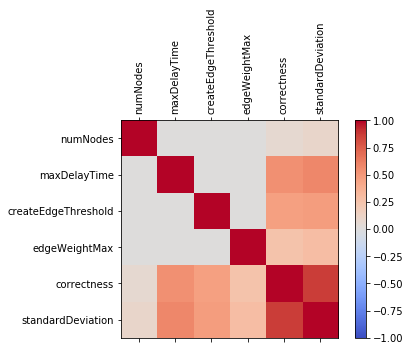 numNodes
maxDelayTime
createEdgeThreshold
edgeWeightMax
correctness
standardDeviation
numNodes
maxDelayTime
createEdgeThreshold
edgeWeightMax
correctness
standardDeviation
1.00
0.75
0.50
0.25
0.00
−0.25
−0.50
−0.75
−1.00